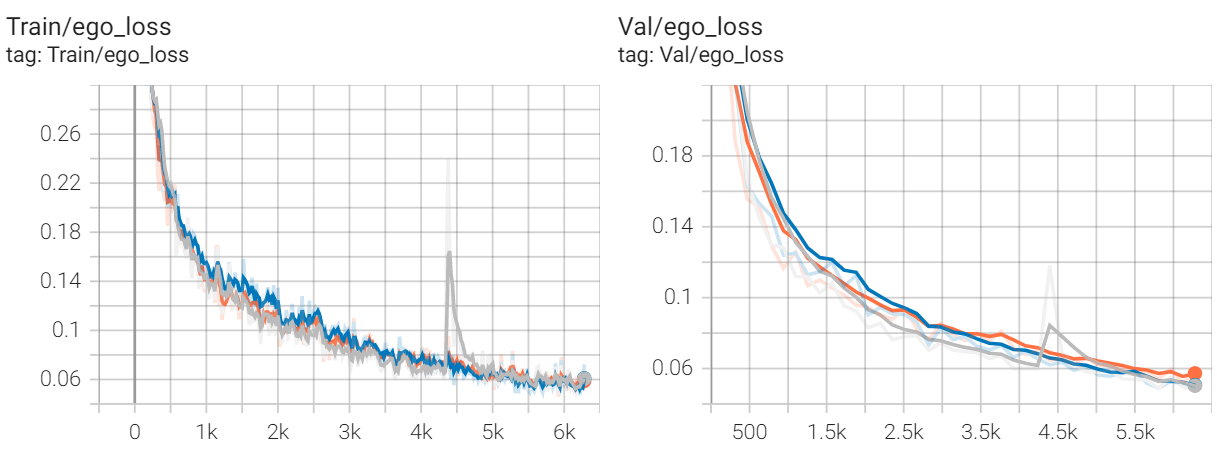 Train/ego_loss
tag: Train/ego_loss
0.26
0.22
0.18
0.14
0.1
0.06
0
1k
2k
3k
4k
5k
6k
Val/ego_loss
tag: Val/ego_loss
0.18
0.14
0.1
0.06
500
1.5k
2.5k
3.5k
4.5k
5.5k